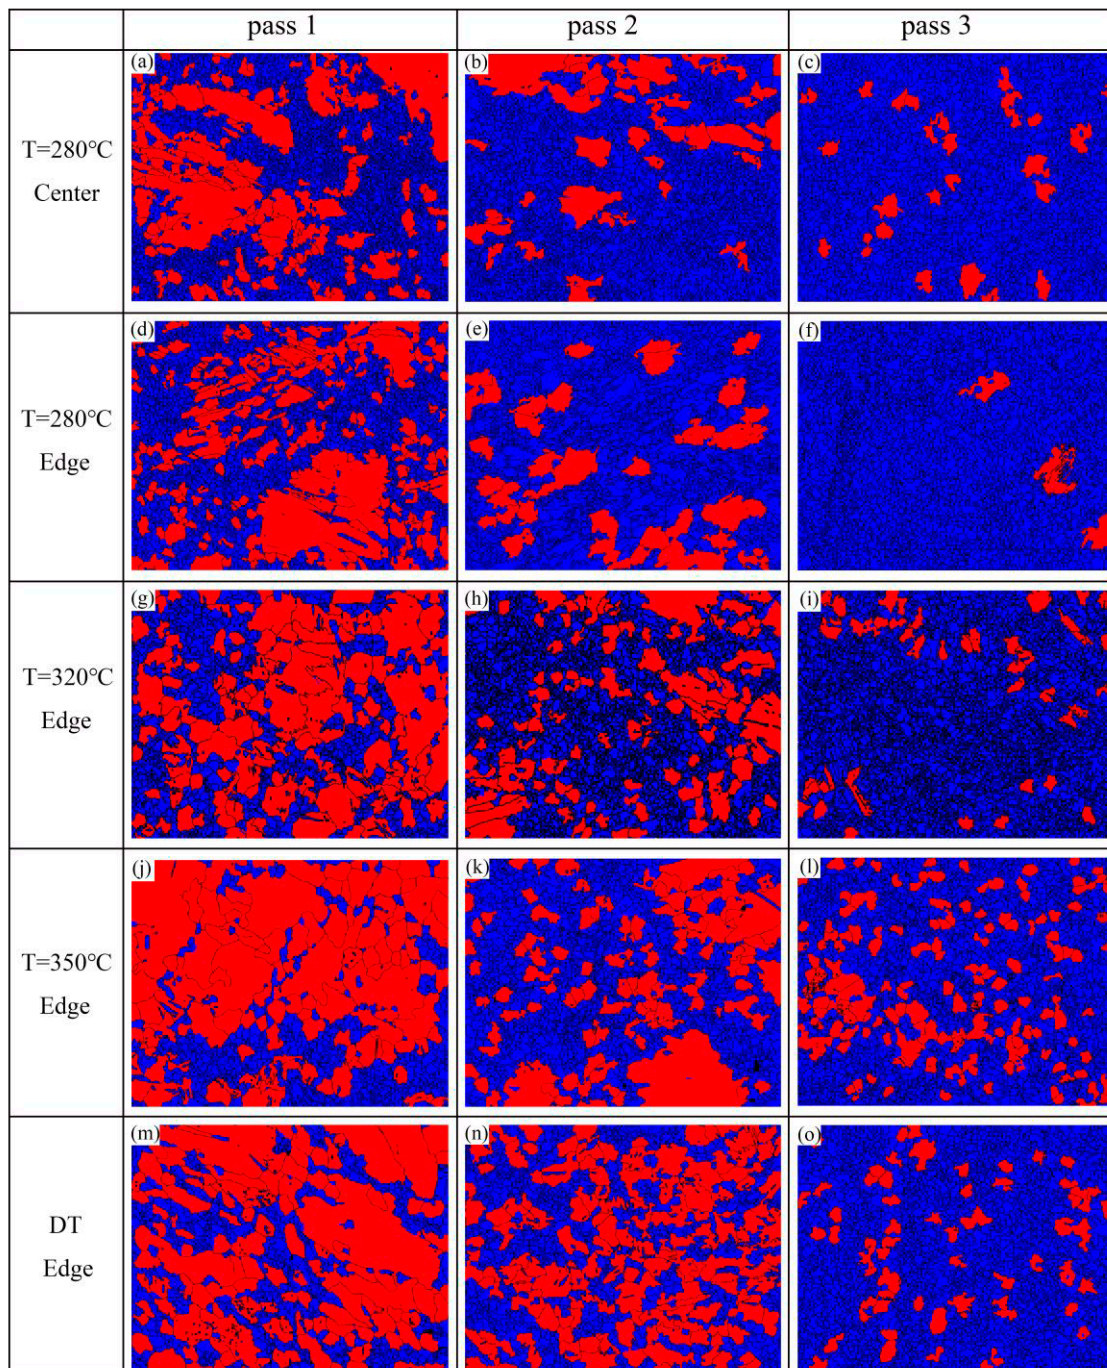 pass 1
pass 2
pass 3
T=280℃
Center
(a)
(b)
(c)
T=280℃
Edge
(d)
(e)
(f)
T=320℃
Edge
(g)
(h)
(i)
T=350℃
Edge
(j)
(k)
(l)
DT
Edge
(m)
(n)
(o)